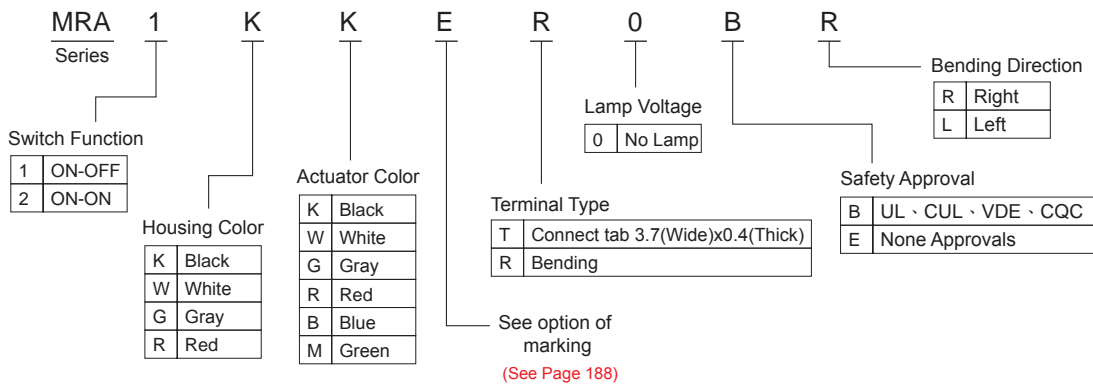 MRA 1 K K E R 0 B R
Series
Switch Function
1 ON-OFF
2 ON-ON
Housing Color
K Black
W White
G Gray
R Red
Actuator Color
K Black
W White
G Gray
R Red
B Blue
M Green
See option of
marking
(See Page 188)
Terminal Type
T Connect tab 3.7(Wide)x0.4(Thick)
R Bending
Lamp Voltage
0 No Lamp
Safety Approval
B UL、CUL、VDE、CQC
E None Approvals
Bending Direction
R Right
L Left